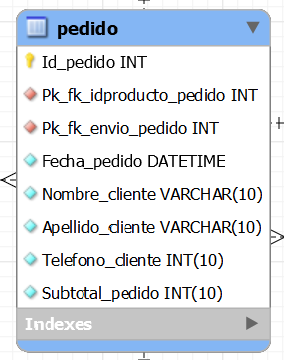 pedido
Id_pedido INT
Pk_fk_idproducto_pedido INT
Pk_fk_envio_pedido INT
Fecha_pedido DATETIME
Nombre_cliente VARCHAR(10)
Apellido_cliente VARCHAR(10)
Telefono_cliente INT(10)
Subtotal_pedido INT(10)
Indexes